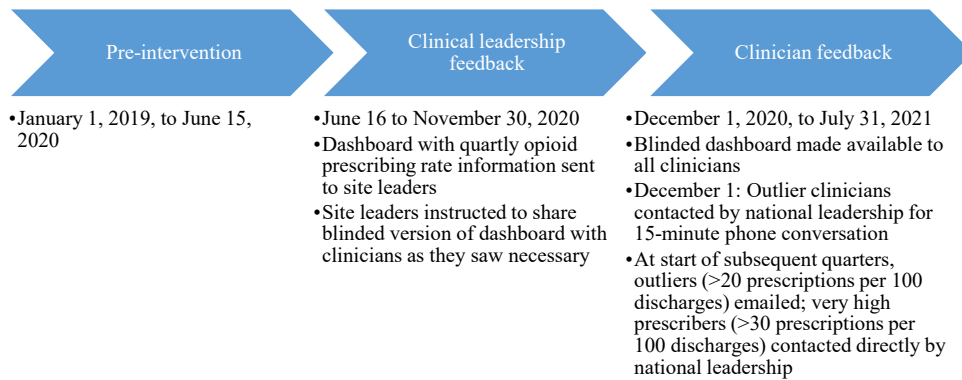 Pre-intervention
Clinical leadership
feedback
Clinician feedback
•January 1, 2019, to June 15,
2020
•June 16 to November 30, 2020
•Dashboard with quartly opioid
prescribing rate information sent
to site leaders
•Site leaders instructed to share
blinded version of dashboard with
clinicians as they saw necessary
•December 1, 2020, to July 31, 2021
•Blinded dashboard made available to
all clinicians
•December 1: Outlier clinicians
contacted by national leadership for
15-minute phone conversation
•At start of subsequent quarters,
outliers (>20 prescriptions per 100
discharges) emailed; very high
prescribers (>30 prescriptions per
100 discharges) contacted directly by
national leadership